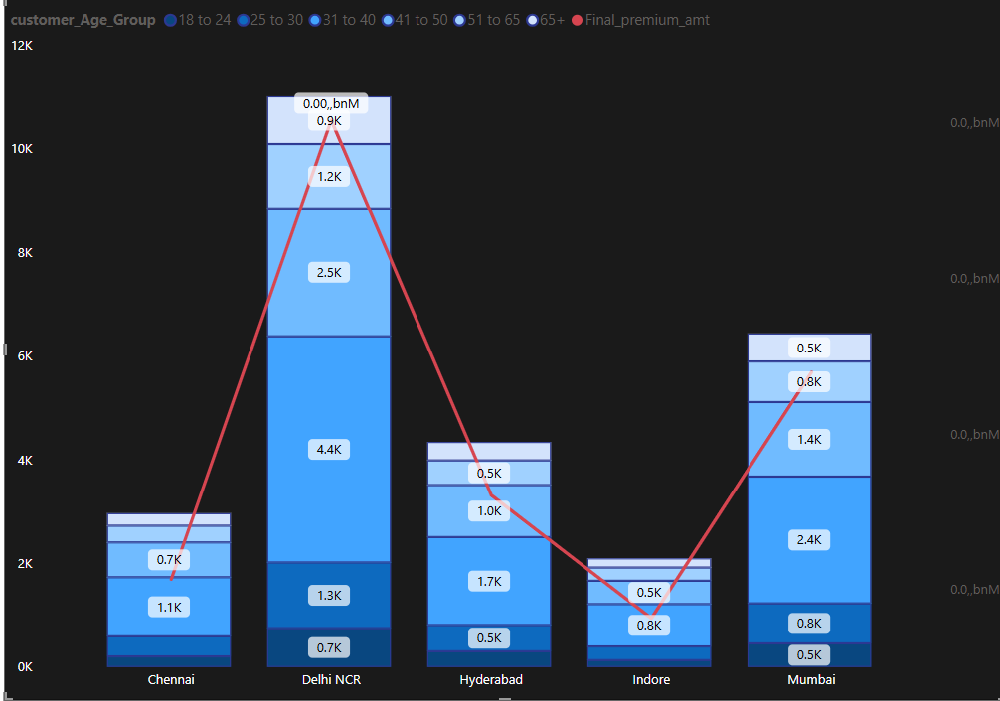 customer_Age_Group 18 to 24 25 to 30 31 to 40 41 to 50 51 to 65 65+ Final_premium_amt
12K
10K
8K
6K
4K
2K
0K
0.7K
1.1K
0.00,,bnM
0.9K
1.2K
2.5K
4.4K
1.3K
0.7K
0.5K
1.0K
1.7K
0.5K
0.5K
0.8K
0.5K
0.8K
1.4K
2.4K
0.8K
0.5K
0.0,,bnM
0.0,,bnM
0.0,,bnM
0.0,,bnM
Chennai Delhi NCR Hyderabad Indore Mumbai